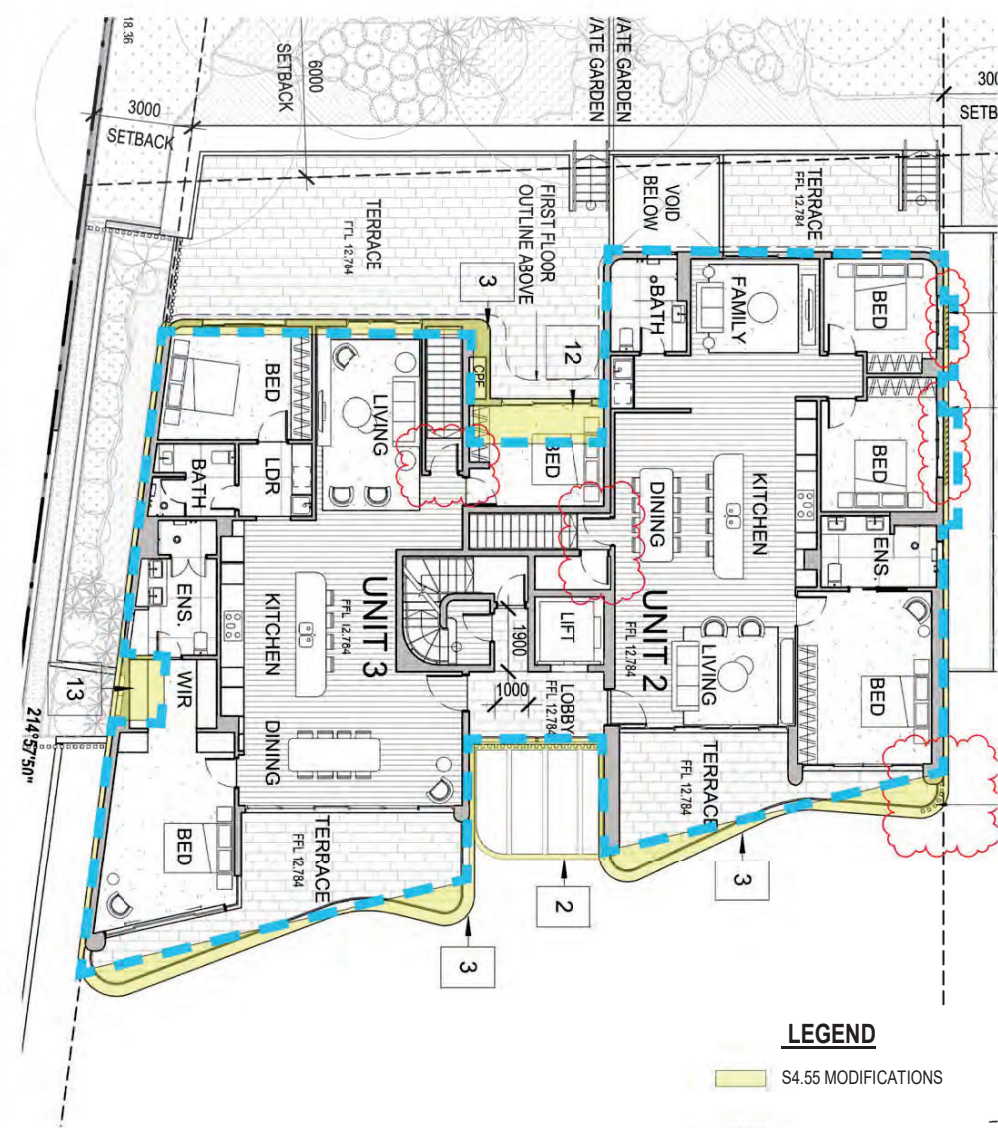 18.36
3000
SETBACK
6000
SETBACK
VATE GARDEN
VATE GARDEN
300
SETB
TERRACE
FFL 12.784
FIRST FLOOR
OUTLINE ABOVE
VOID
BELOW
TERRACE
FFL 12.784
3
12
CPE
BATH
FAMILY
BED
BED
LIVING
BED
BED
BATH
LDR
DINING
KITCHEN
ENS.
ENS.
KITCHEN
UNIT 3
FFL 12.784
1900
LIFT
UNIT 2
FFL 12.784
LIVING
BED
13
WIR
DINING
1000
LOBBY
FFL 12.784
TERRACE
FFL 12.784
214°57'50"
BED
TERRACE
FFL 12.784
2
3
3
LEGEND
S4.55 MODIFICATIONS